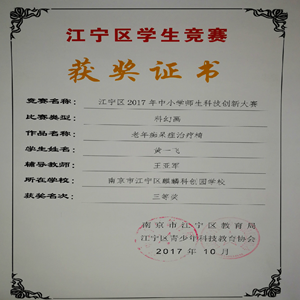 江宁区学生竞赛
获奖证书
竞赛名称: 江宁区2017年中小学师生科技创新大赛
比赛类型: 科幻画
作品名称: 老年痴呆症治疗境
学生姓名: 黄一飞
辅导教师: 王亚军
所在学校: 南京市江宁区麒麟科创园学校
获奖名次: 三等奖
南京市江宁区教育局
江宁区青少年科技教育协会
2017年10月